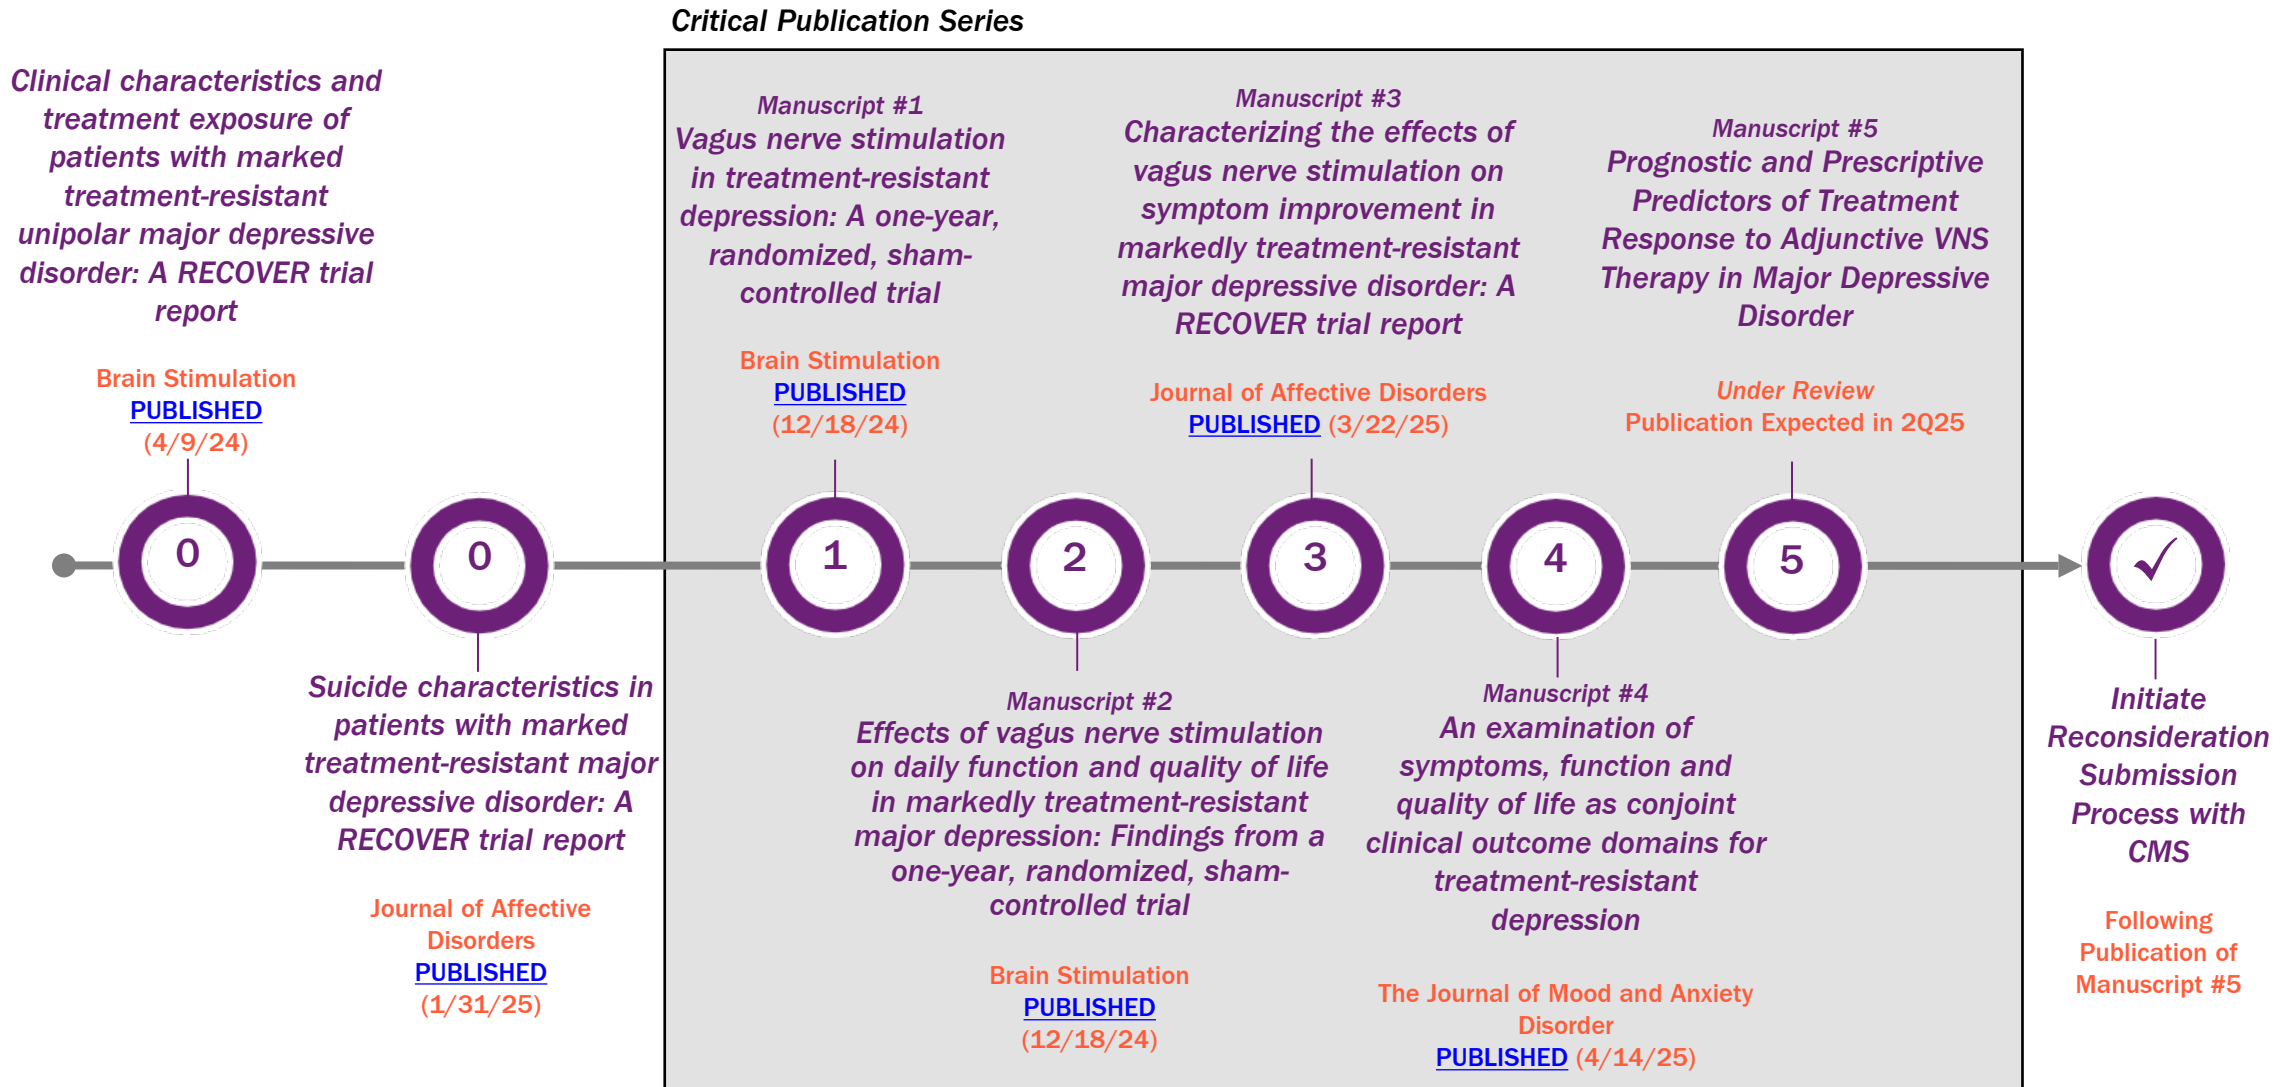 Critical Publication Series
Clinical characteristics and
treatment exposure of
patients with marked
treatment-resistant
unipolar major depressive
disorder: A RECOVER trial
report
Brain Stimulation
PUBLISHED
(4/9/24)
0
0
Suicide characteristics in
patients with marked
treatment-resistant major
depressive disorder: A
RECOVER trial report
Journal of Affective
Disorders
PUBLISHED
(1/31/25)
Manuscript #1
Vagus nerve stimulation
in treatment-resistant
depression: A one-year,
randomized, sham-
controlled trial
Brain Stimulation
PUBLISHED
(12/18/24)
1
2
Manuscript #2
Effects of vagus nerve stimulation
on daily function and quality of life
in markedly treatment-resistant
major depression: Findings from a
one-year, randomized, sham-
controlled trial
Brain Stimulation
PUBLISHED
(12/18/24)
Manuscript #3
Characterizing the effects of
vagus nerve stimulation on
symptom improvement in
markedly treatment-resistant
major depressive disorder: A
RECOVER trial report
Journal of Affective Disorders
PUBLISHED (3/22/25)
3
4
Manuscript #4
An examination of
symptoms, function and
quality of life as conjoint
clinical outcome domains for
treatment-resistant
depression
The Journal of Mood and Anxiety
Disorder
PUBLISHED (4/14/25)
Manuscript #5
Prognostic and Prescriptive
Predictors of Treatment
Response to Adjunctive VNS
Therapy in Major Depressive
Disorder
Under Review
Publication Expected in 2Q25
5
Initiate
Reconsideration
Submission
Process with
CMS
Following
Publication of
Manuscript #5